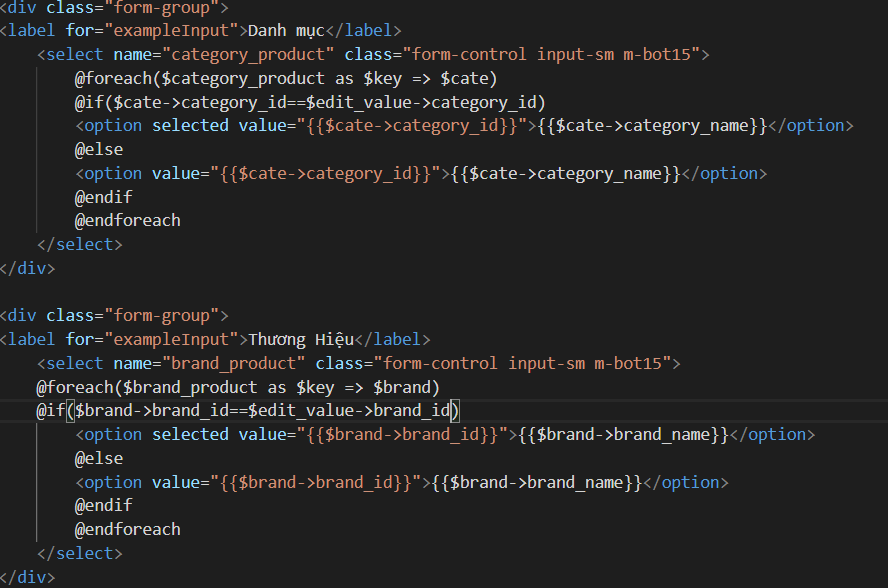 <div class="form-group">
<label for="exampleInput">Danh mục</label>
<select name="category_product" class="form-control input-sm m-bot15">
@foreach($category_product as $key => $cate)
@if($cate->category_id==$edit_value->category_id)
<option selected value="{{$cate->category_id}}">{{$cate->category_name}}</option>
@else
<option value="{{$cate->category_id}}">{{$cate->category_name}}</option>
@endif
@endforeach
</select>
</div>
<div class="form-group">
<label for="exampleInput">Thương Hiệu</label>
<select name="brand_product" class="form-control input-sm m-bot15">
@foreach($brand_product as $key => $brand)
@if($brand->brand_id==$edit_value->brand_id)
<option selected value="{{$brand->brand_id}}">{{$brand->brand_name}}</option>
@else
<option value="{{$brand->brand_id}}">{{$brand->brand_name}}</option>
@endif
@endforeach
</select>
</div>